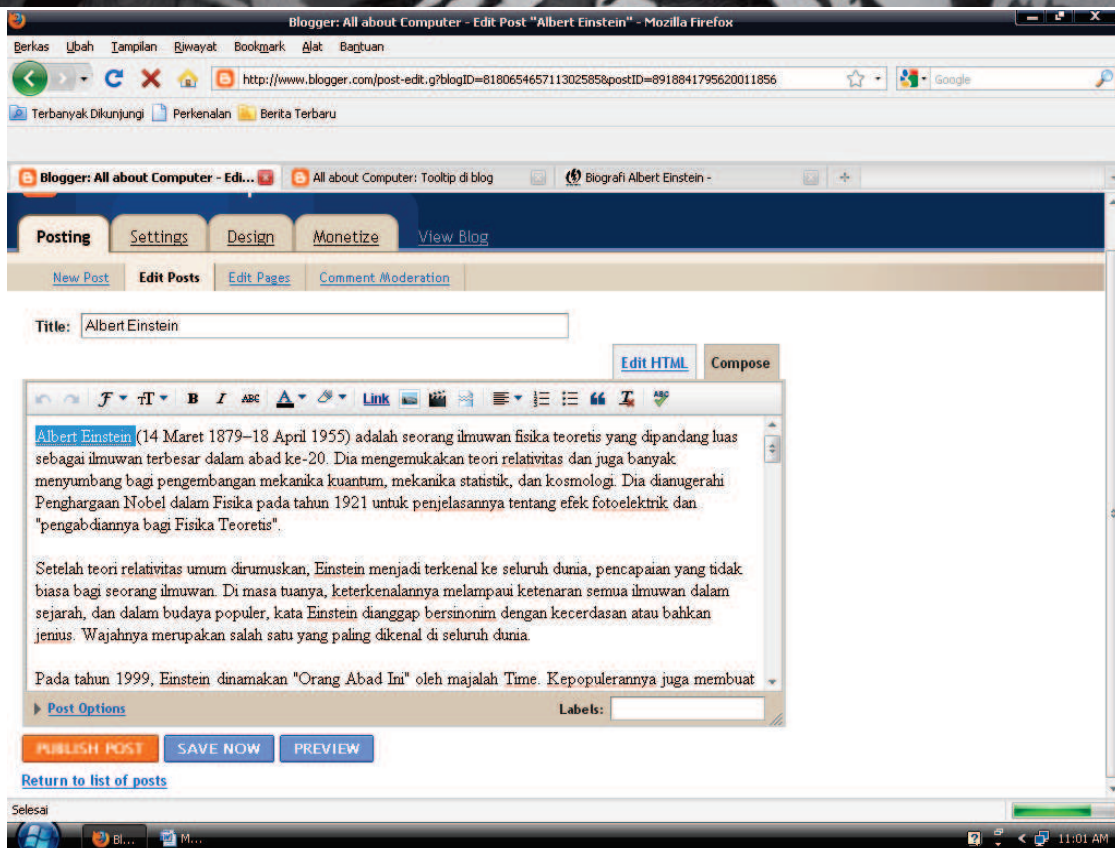 Blogger: All about Computer - Edit Post "Albert Einstein" - Mozilla Firefox
Berkas Ubah Tampilan Riwayat Bookmark Alat Bantuan
http://www.blogger.com/post-edit.g?blogID=8180654657113025858&postID=8918841795620011856 Google
Terbanyak Dikunjungi Perkenalan Berita Terbaru
Blogger: All about Computer - Edi... All about Computer: Tooltip di blog Biografi Albert Einstein -
Posting Settings Design Monetize View Blog
New Post Edit Posts Edit Pages Comment Moderation
Title: Albert Einstein
Edit HTML Compose
F TT B I ABC A Link ABC
Albert Einstein (14 Maret 1879–18 April 1955) adalah seorang ilmuwan fisika teoretis yang dipandang luas
sebagai ilmuwan terbesar dalam abad ke-20. Dia mengemukakan teori relativitas dan juga banyak
menyumbang bagi pengembangan mekanika kuantum, mekanika statistik, dan kosmologi. Dia dianugerahi
Penghargaan Nobel dalam Fisika pada tahun 1921 untuk penjelasannya tentang efek fotoelektrik dan
"pengabdiannya bagi Fisika Teoretis".
Setelah teori relativitas umum dirumuskan, Einstein menjadi terkenal ke seluruh dunia, pencapaian yang tidak
biasa bagi seorang ilmuwan. Di masa tuanya, keterkenalannya melampaui ketenaran semua ilmuwan dalam
sejarah, dan dalam budaya populer, kata Einstein dianggap bersinonim dengan kecerdasan atau bahkan
jenius. Wajahnya merupakan salah satu yang paling dikenal di seluruh dunia.
Pada tahun 1999, Einstein dinamakan "Orang Abad Ini" oleh majalah Time. Kepopulerannya juga membuat
Post Options Labels:
PUBLISH POST SAVE NOW PREVIEW
Return to list of posts
Selesai
Bl... M... 11:01 AM